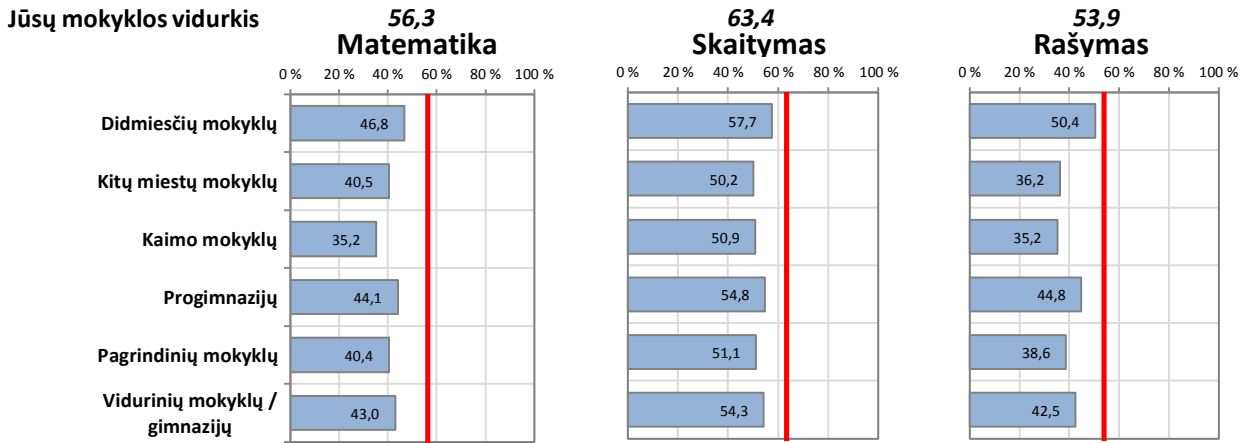 Jūsų mokyklos vidurkis 56,3 63,4 53,9
Matematika Skaitymas Rašymas
0 % 20 % 40 % 60 % 80 % 100 % 0 % 20 % 40 % 60 % 80 % 100 % 0 % 20 % 40 % 60 % 80 % 100 %
Didmiesčių mokyklų 46,8 57,7 50,4
Kitų miestų mokyklų 40,5 50,2 36,2
Kaimo mokyklų 35,2 50,9 35,2
Progimnazijų 44,1 54,8 44,8
Pagrindinių mokyklų 40,4 51,1 38,6
Vidurinių mokyklų /
gimnazijų 43,0 54,3 42,5